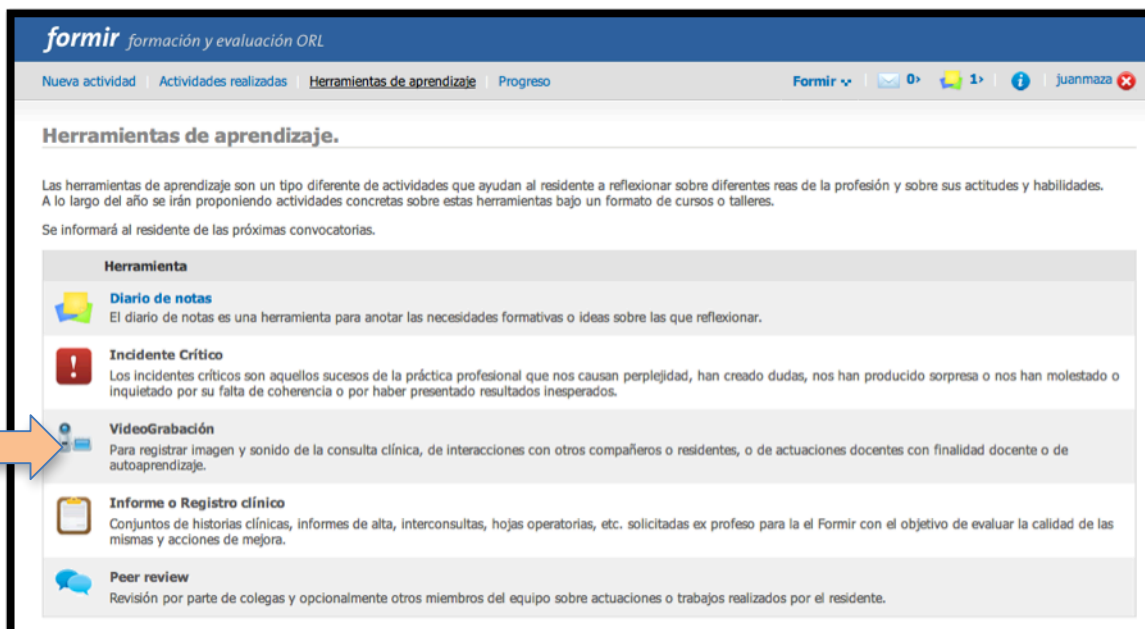 formir formación y evaluación ORL
Nueva actividad Actividades realizadas Herramientas de aprendizaje Progreso Formir 0 1 juanmaza
Herramientas de aprendizaje.
Las herramientas de aprendizaje son un tipo diferente de actividades que ayudan al residente a reflexionar sobre diferentes reas de la profesión y sobre sus actitudes y habilidades.
A lo largo del año se irán proponiendo actividades concretas sobre estas herramientas bajo un formato de cursos o talleres.
Se informará al residente de las próximas convocatorias.
Herramienta
Diario de notas
El diario de notas es una herramienta para anotar las necesidades formativas o ideas sobre las que reflexionar.
Incidente Crítico
Los incidentes críticos son aquellos sucesos de la práctica profesional que nos causan perplejidad, han creado dudas, nos han producido sorpresa o nos han molestado o
inquietado por su falta de coherencia o por haber presentado resultados inesperados.
VideoGrabación
Para registrar imagen y sonido de la consulta clínica, de interacciones con otros compañeros o residentes, o de actuaciones docentes con finalidad docente o de
autoaprendizaje.
Informe o Registro clínico
Conjuntos de historias clínicas, informes de alta, interconsultas, hojas operatorias, etc. solicitadas ex profeso para la el Formir con el objetivo de evaluar la calidad de las
mismas y acciones de mejora.
Peer review
Revisión por parte de colegas y opcionalmente otros miembros del equipo sobre actuaciones o trabajos realizados por el residente.